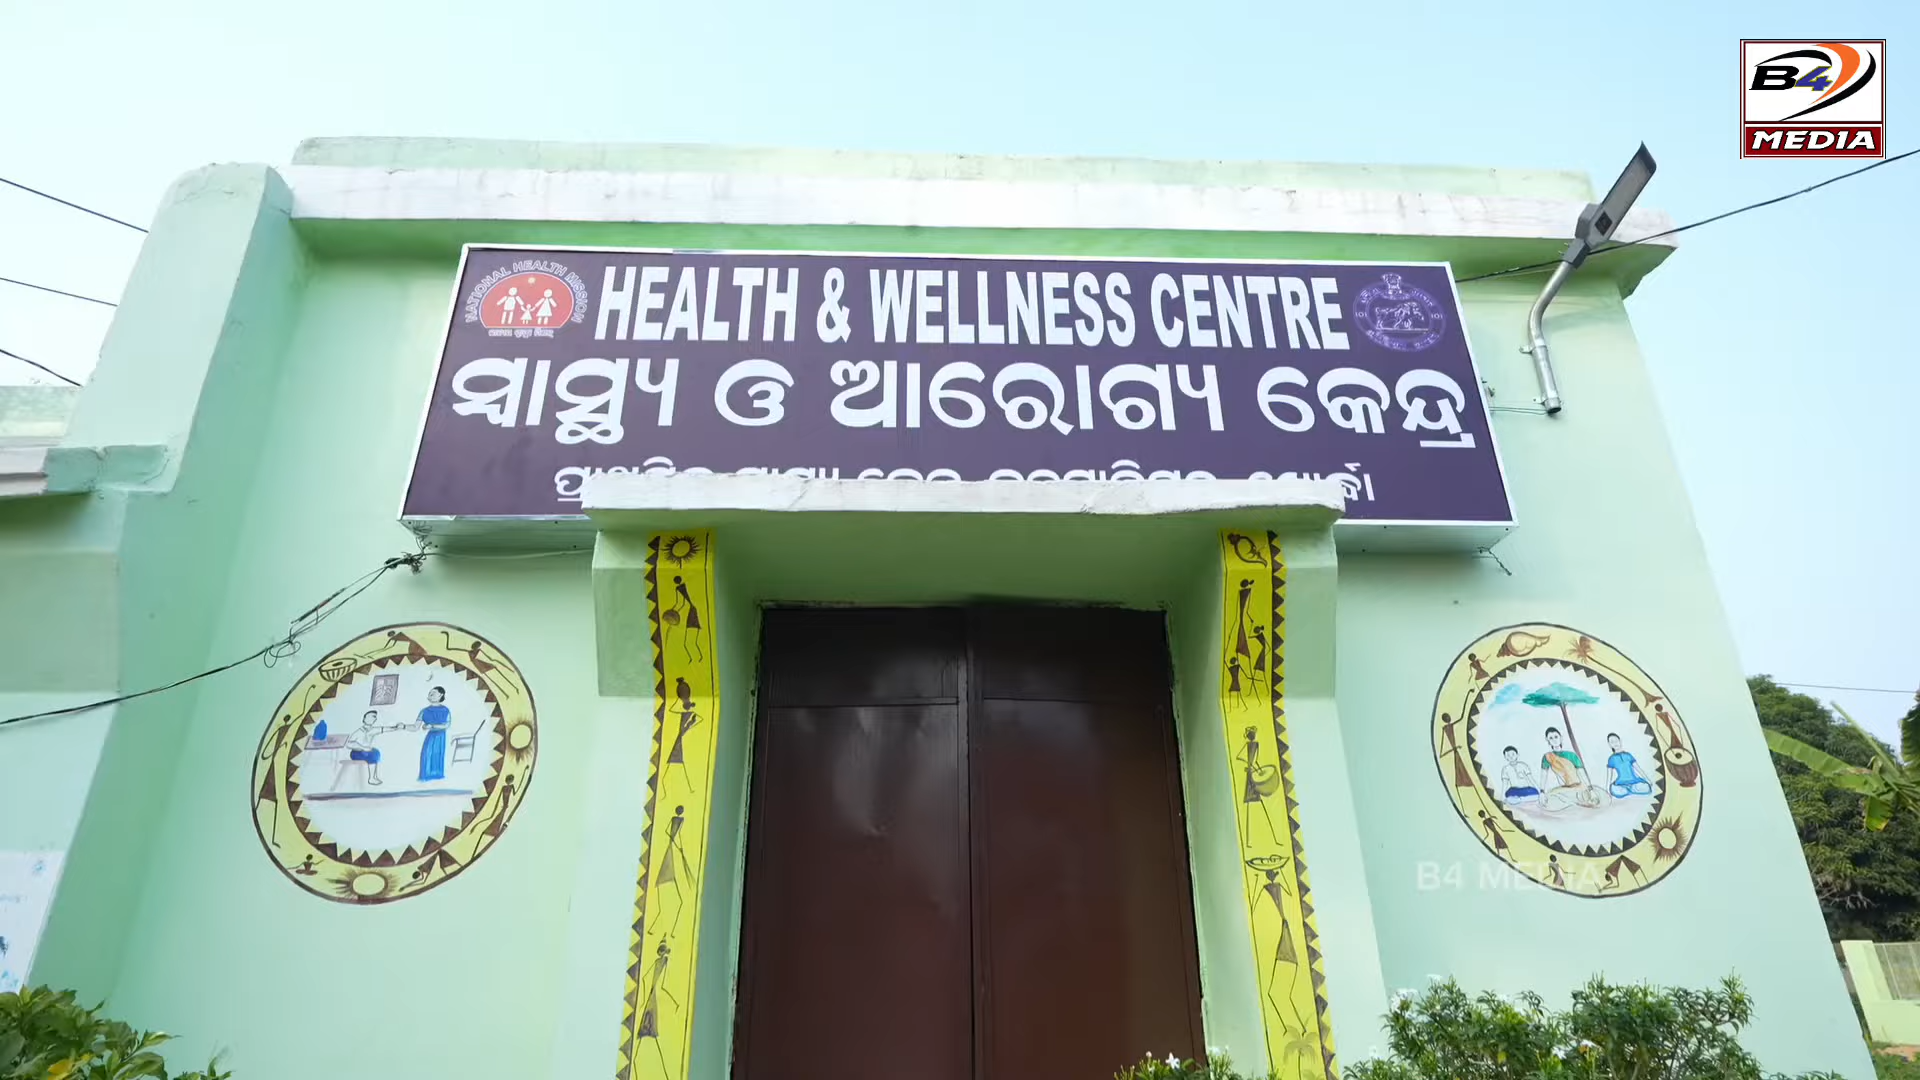 B4
MEDIA
NATIONAL HEALTH MISSION
HEALTH & WELLNESS CENTRE
ସ୍ୱାସ୍ଥ୍ୟ ଓ ଆରୋଗ୍ୟ କେନ୍ଦ୍ର
B4 MEDIA